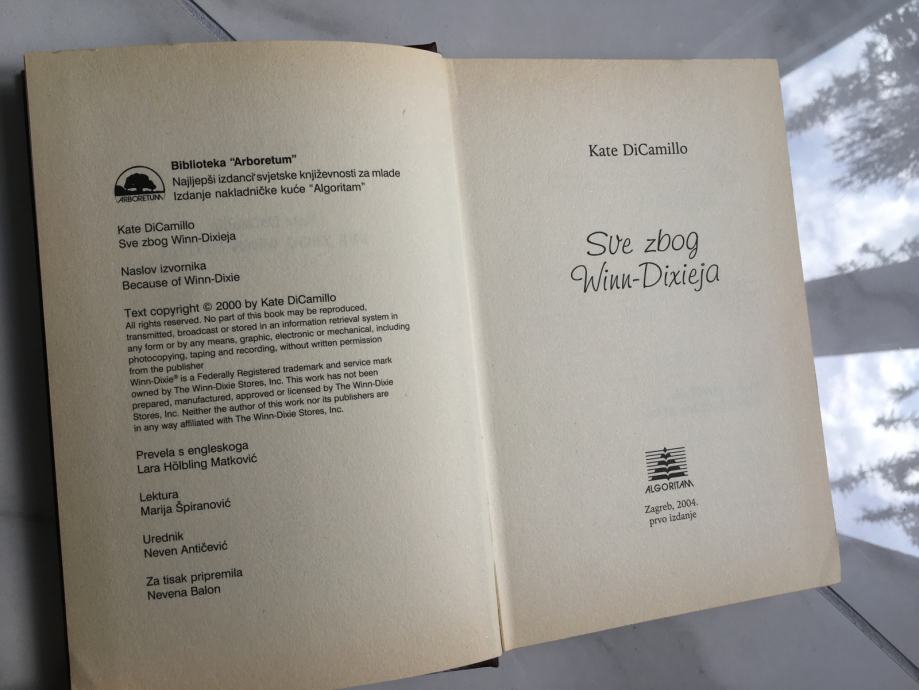 Biblioteka "Arboretum"
Najljepši izdanci svjetske književnosti za mlade
Izdanje nakladničke kuće "Algoritam"
ARBORETUM
Kate DiCamillo
Sve zbog Winn-Dixieja
Naslov izvornika
Because of Winn-Dixie
Text copyright © 2000 by Kate DiCamillo
All rights reserved. No part of this book may be reproduced,
transmitted, broadcast or stored in an information retrieval system in
any form or by any means, graphic, electronic or mechanical, including
photocopying, taping and recording, without written permission
from the publisher
Winn-Dixie® is a Federally Registered trademark and service mark
owned by The Winn-Dixie Stores, Inc. This work has not been
prepared, manufactured, approved or licensed by The Winn-Dixie
Stores, Inc. Neither the author of this work nor its publishers are
in any way affiliated with The Winn-Dixie Stores, Inc.
Prevela s engleskoga
Lara Hölbling Matković
Lektura
Marija Špiranović
Urednik
Neven Antičević
Za tisak pripremila
Nevena Balon
Kate DiCamillo
Sve zbog
Winn-Dixieja
ALGORITAM
Zagreb, 2004.
prvo izdanje